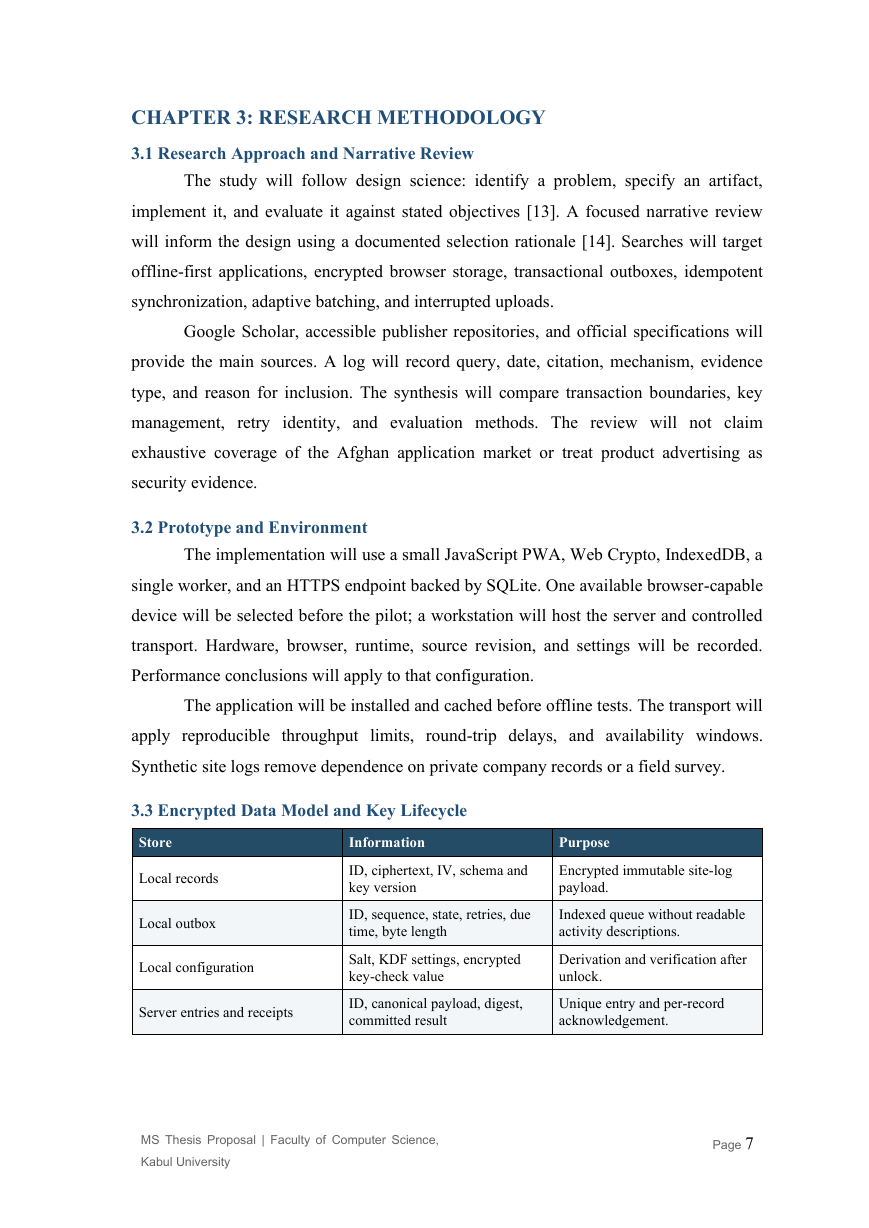 CHAPTER 3: RESEARCH METHODOLOGY
3.1 Research Approach and Narrative Review
The study will follow design science: identify a problem, specify an artifact,
implement it, and evaluate it against stated objectives [13]. A focused narrative review
will inform the design using a documented selection rationale [14]. Searches will target
offline-first applications, encrypted browser storage, transactional outboxes, idempotent
synchronization, adaptive batching, and interrupted uploads.
Google Scholar, accessible publisher repositories, and official specifications will
provide the main sources. A log will record query, date, citation, mechanism, evidence
type, and reason for inclusion. The synthesis will compare transaction boundaries, key
management, retry identity, and evaluation methods. The review will not claim
exhaustive coverage of the Afghan application market or treat product advertising as
security evidence.
3.2 Prototype and Environment
The implementation will use a small JavaScript PWA, Web Crypto, IndexedDB, a
single worker, and an HTTPS endpoint backed by SQLite. One available browser-capable
device will be selected before the pilot; a workstation will host the server and controlled
transport. Hardware, browser, runtime, source revision, and settings will be recorded.
Performance conclusions will apply to that configuration.
The application will be installed and cached before offline tests. The transport will
apply reproducible throughput limits, round-trip delays, and availability windows.
Synthetic site logs remove dependence on private company records or a field survey.
3.3 Encrypted Data Model and Key Lifecycle
Store Information Purpose
Local records
ID, ciphertext, IV, schema and
key version
Encrypted immutable site-log
payload.
Local outbox
ID, sequence, state, retries, due
time, byte length
Indexed queue without readable
activity descriptions.
Local configuration
Salt, KDF settings, encrypted
key-check value
Derivation and verification after
unlock.
Server entries and receipts
ID, canonical payload, digest,
committed result
Unique entry and per-record
acknowledgement.
MS Thesis Proposal | Faculty of Computer Science,
Kabul University
Page 7